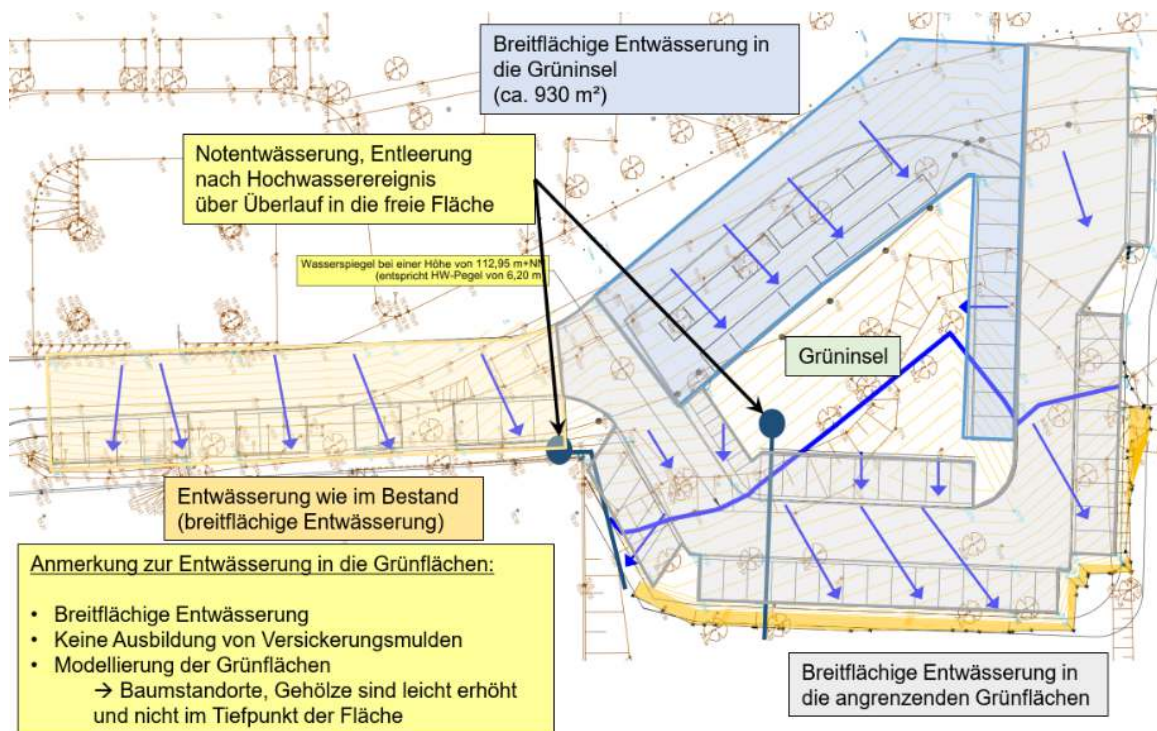 Breitflächige Entwässerung in
die Grüninsel
(ca. 930 m²)
Notentwässerung, Entleerung
nach Hochwasserereignis
über Überlauf in die freie Fläche
Wasserspiegel bei einer Höhe von 112,95 m+NN
(entspricht HW-Pegel von 6,20 m)
Grüninsel
Entwässerung wie im Bestand
(breitflächige Entwässerung)
Anmerkung zur Entwässerung in die Grünflächen:
• Breitflächige Entwässerung
• Keine Ausbildung von Versickerungsmulden
• Modellierung der Grünflächen
→ Baumstandorte, Gehölze sind leicht erhöht
und nicht im Tiefpunkt der Fläche
Breitflächige Entwässerung in
die angrenzenden Grünflächen